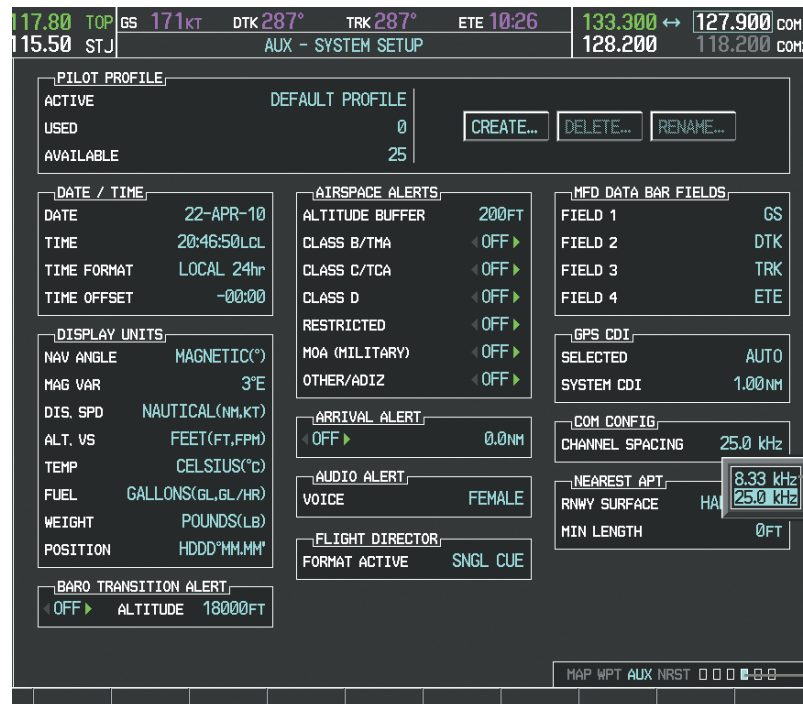 117.80 TOP GS 171KT DTK 287° TRK 287° ETE 10:26 133.300 ↔ 127.900 COM
115.50 STJ AUX - SYSTEM SETUP 128.200 118.200 COM
PILOT PROFILE
ACTIVE DEFAULT PROFILE
USED 0 CREATE... DELETE... RENAME...
AVAILABLE 25
DATE / TIME
DATE 22-APR-10
TIME 20:46:50LCL
TIME FORMAT LOCAL 24hr
TIME OFFSET -00:00
DISPLAY UNITS
NAV ANGLE MAGNETIC(°)
MAG VAR 3°E
DIS, SPD NAUTICAL(NM,KT)
ALT, VS FEET(FT,FPM)
TEMP CELSIUS(°C)
FUEL GALLONS(GL,GL/HR)
WEIGHT POUNDS(LB)
POSITION HDDD°MM.MM'
BARO TRANSITION ALERT
OFF ALTITUDE 18000FT
AIRSPACE ALERTS
ALTITUDE BUFFER 200FT
CLASS B/TMA OFF
CLASS C/TCA OFF
CLASS D OFF
RESTRICTED OFF
MOA (MILITARY) OFF
OTHER/ADIZ OFF
ARRIVAL ALERT
OFF 0.0NM
AUDIO ALERT
VOICE FEMALE
FLIGHT DIRECTOR
FORMAT ACTIVE SNGL CUE
MFD DATA BAR FIELDS
FIELD 1 GS
FIELD 2 DTK
FIELD 3 TRK
FIELD 4 ETE
GPS CDI
SELECTED AUTO
SYSTEM CDI 1.00NM
COM CONFIG
CHANNEL SPACING 25.0 kHz
8.33 kHz
25.0 kHz
NEAREST APT
RNWY SURFACE HA
MIN LENGTH 0FT
MAP WPT AUX NRST